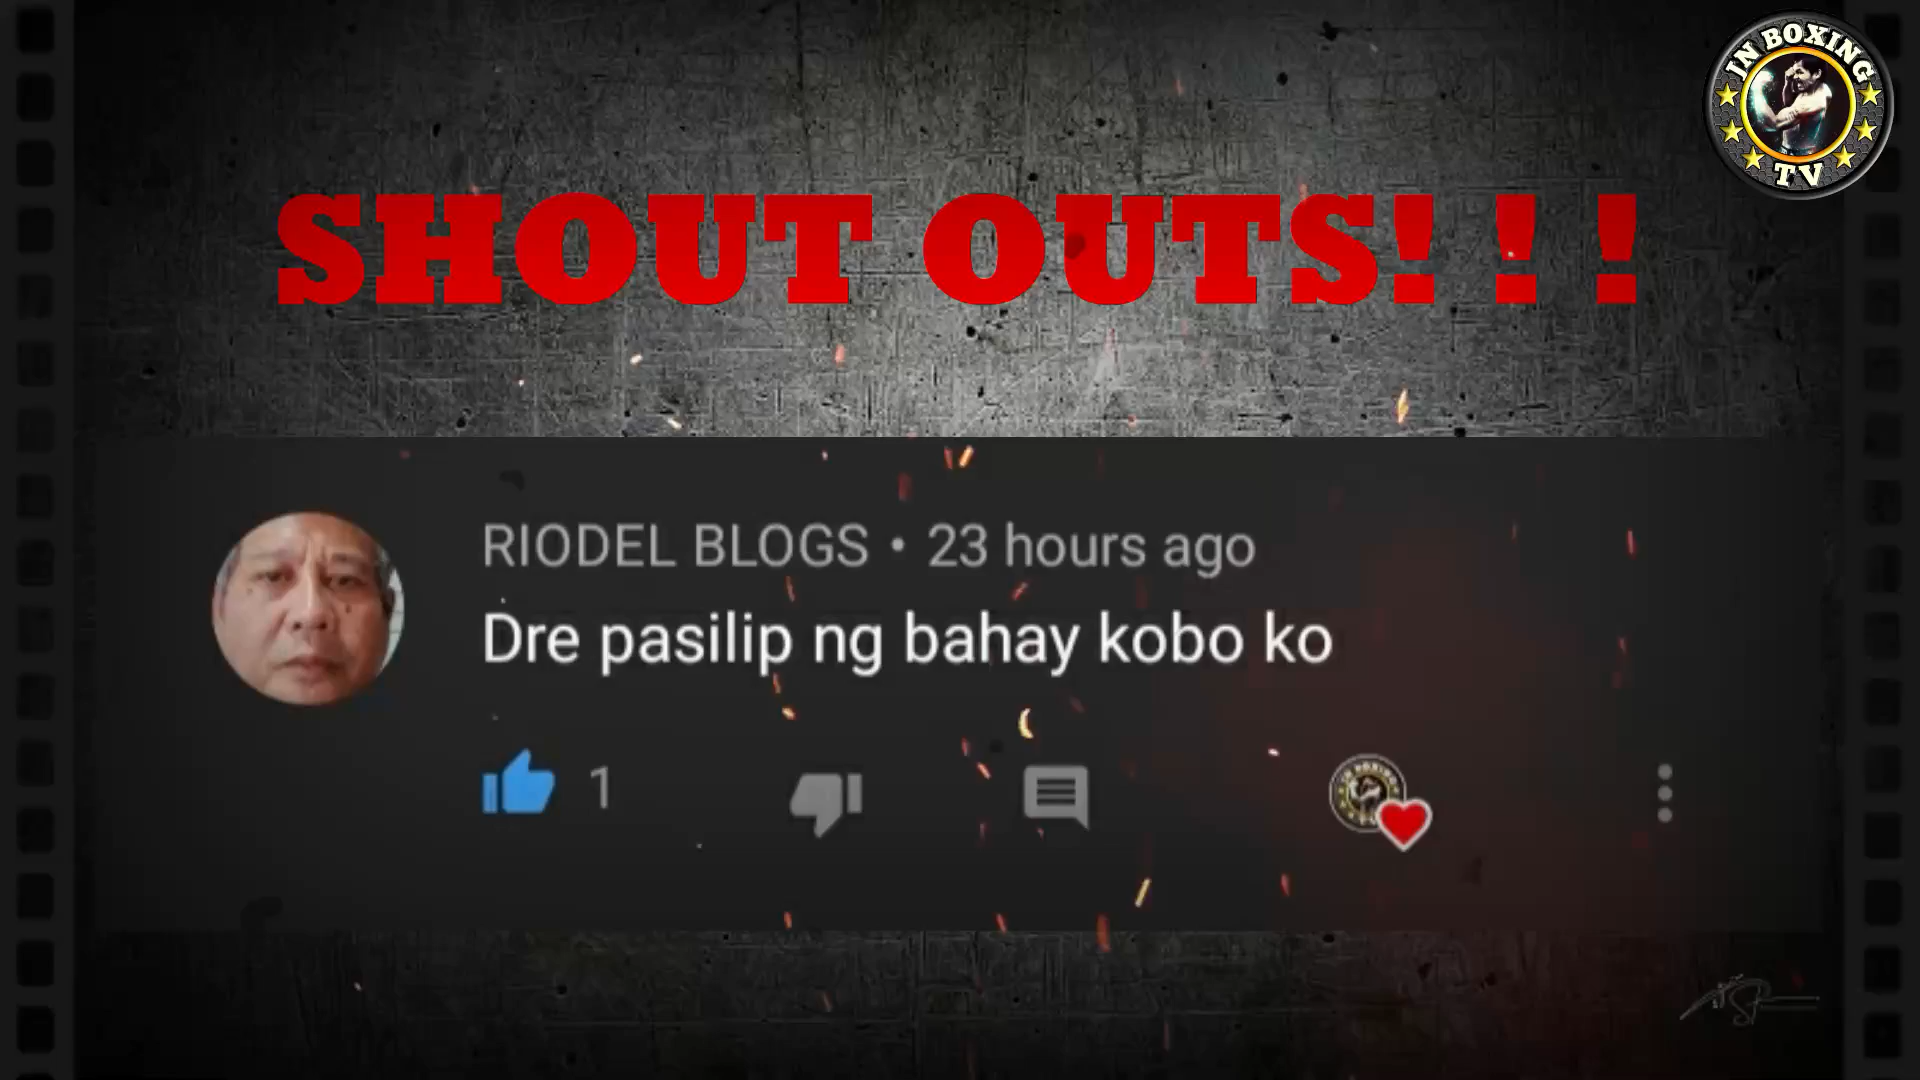 IN BOXING
TV
SHOUT OUTS! ! !
RIODEL BLOGS • 23 hours ago
Dre pasilip ng bahay kobo ko
1